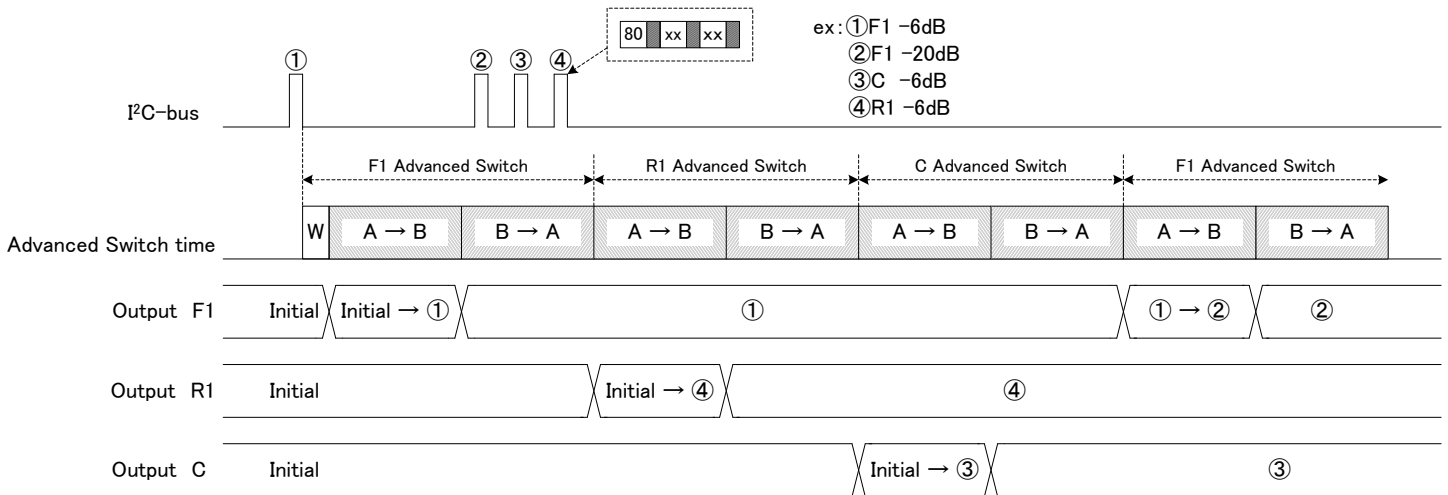 80 xx xx
ex:①F1 -6dB
②F1 -20dB
③C -6dB
④R1 -6dB
① ② ③ ④
I²C-bus
F1 Advanced Switch R1 Advanced Switch C Advanced Switch F1 Advanced Switch
Advanced Switch time W A → B B → A A → B B → A A → B B → A A → B B → A
Output F1 Initial Initial → ① ① ① → ② ②
Output R1 Initial Initial → ④ ④
Output C Initial Initial → ③ ③